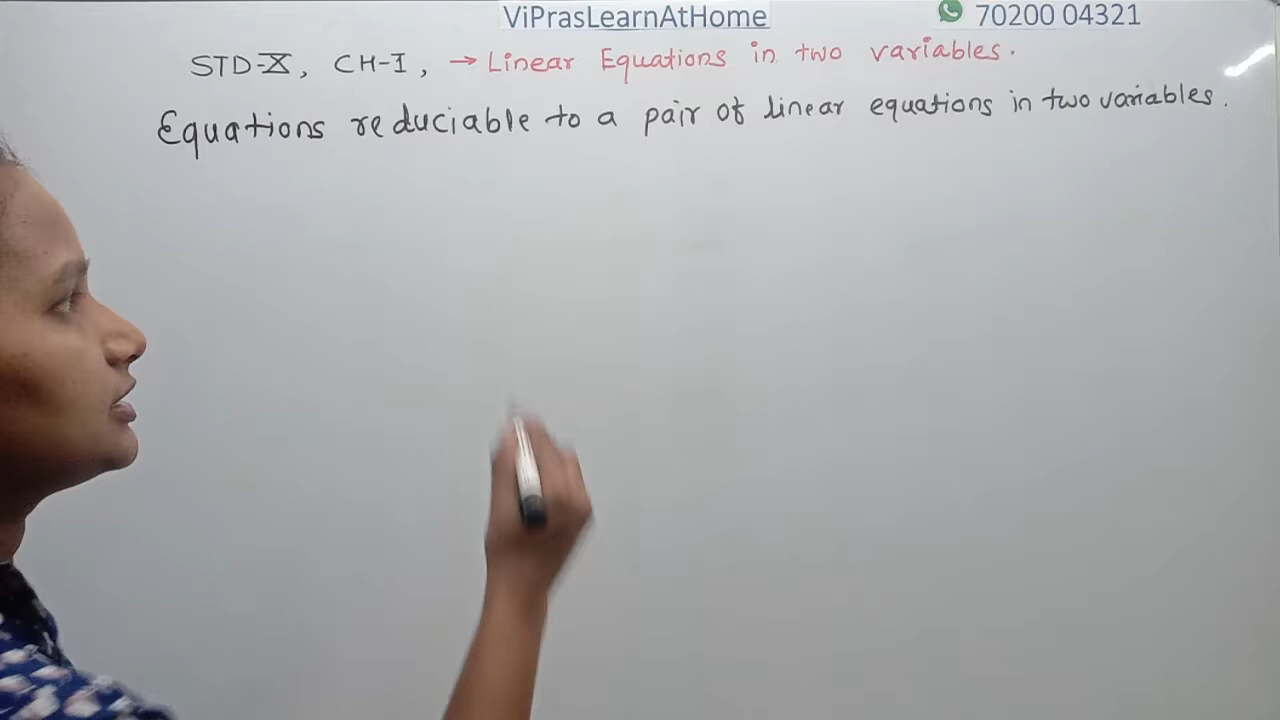 ViPrasLearnAtHome 70200 04321
STD-X, CH-I, → Linear Equations in two variables.
Equations reduciable to a pair of linear equations in two variables.